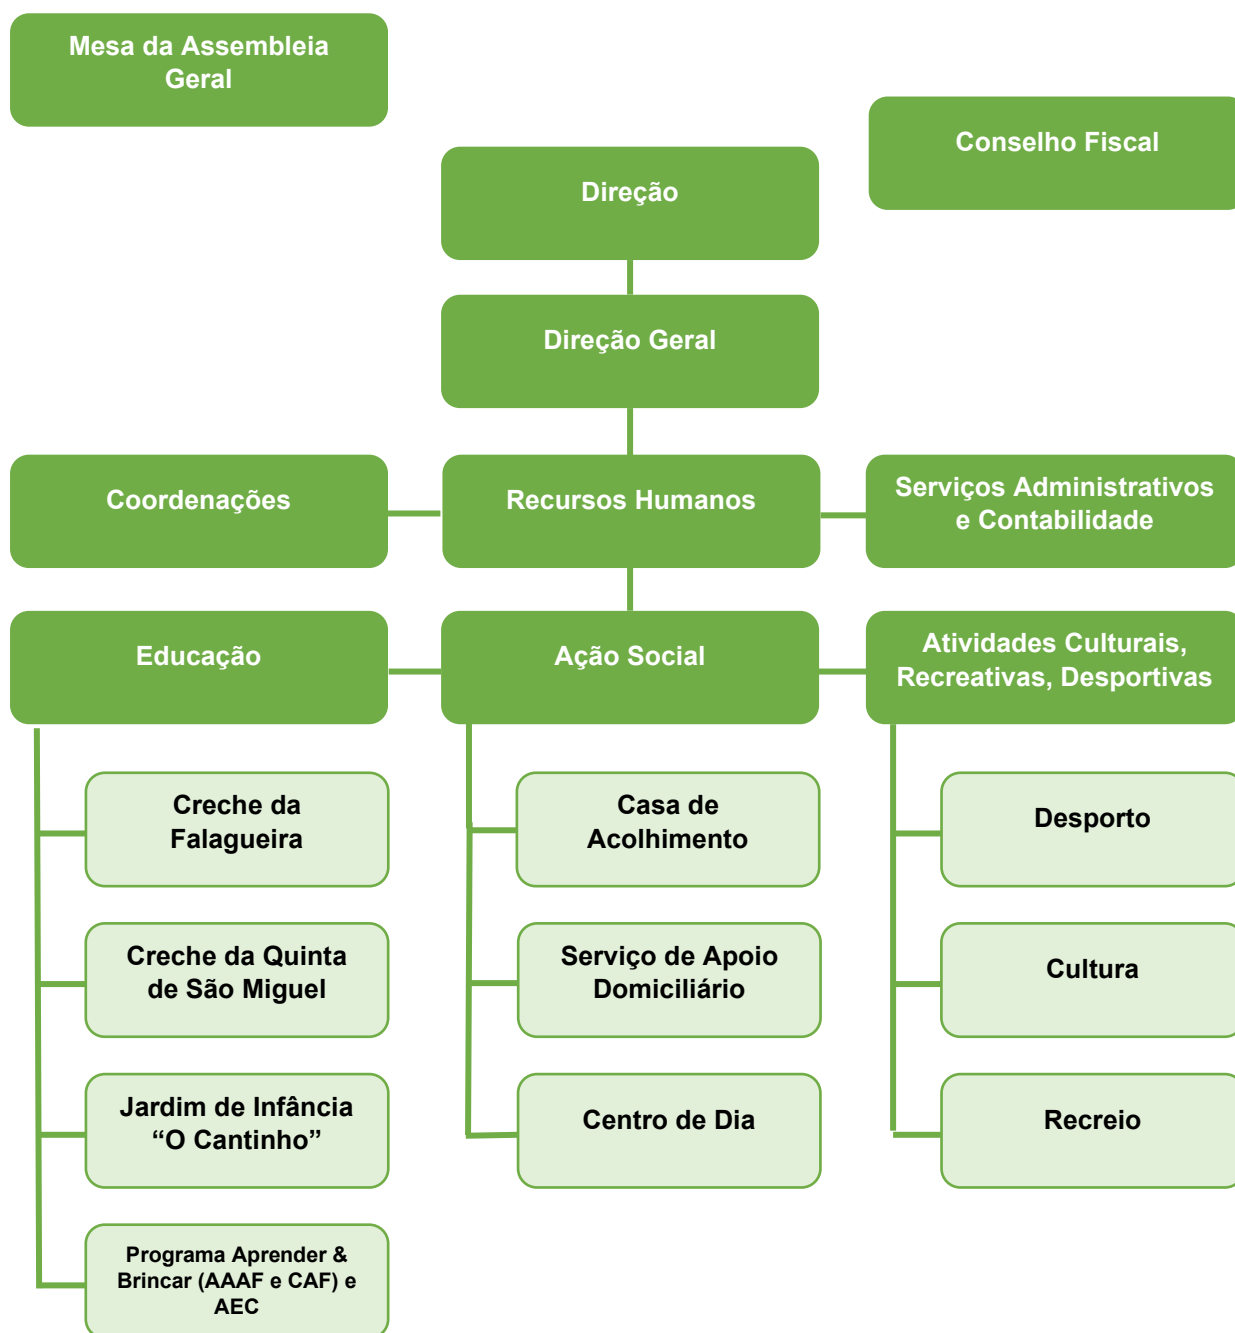 Mesa da Assembleia
Geral
Conselho Fiscal
Direção
Direção Geral
Coordenações
Recursos Humanos
Serviços Administrativos
e Contabilidade
Educação
Ação Social
Atividades Culturais,
Recreativas, Desportivas
Creche da
Falagueira
Creche da Quinta
de São Miguel
Jardim de Infância
“O Cantinho”
Programa Aprender &
Brincar (AAAF e CAF) e
AEC
Casa de
Acolhimento
Serviço de Apoio
Domiciliário
Centro de Dia
Desporto
Cultura
Recreio